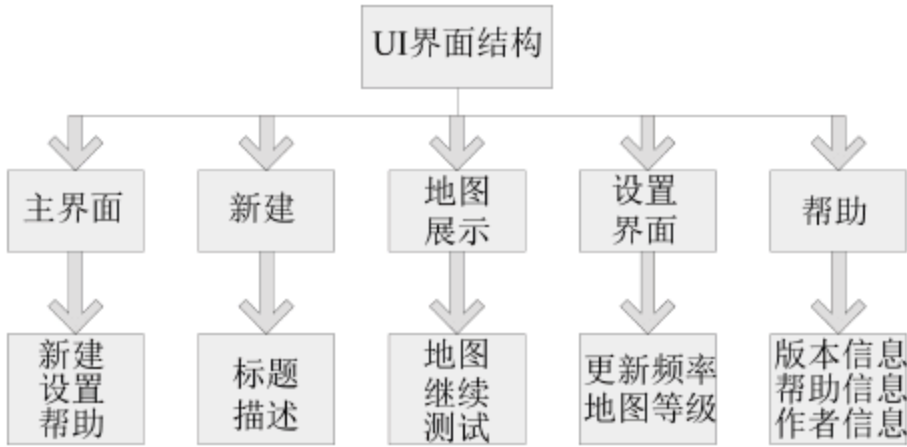 UI界面结构
主界面
新建
地图
展示
设置
界面
帮助
新建
设置
帮助
标题
描述
地图
继续
测试
更新频率
地图等级
版本信息
帮助信息
作者信息